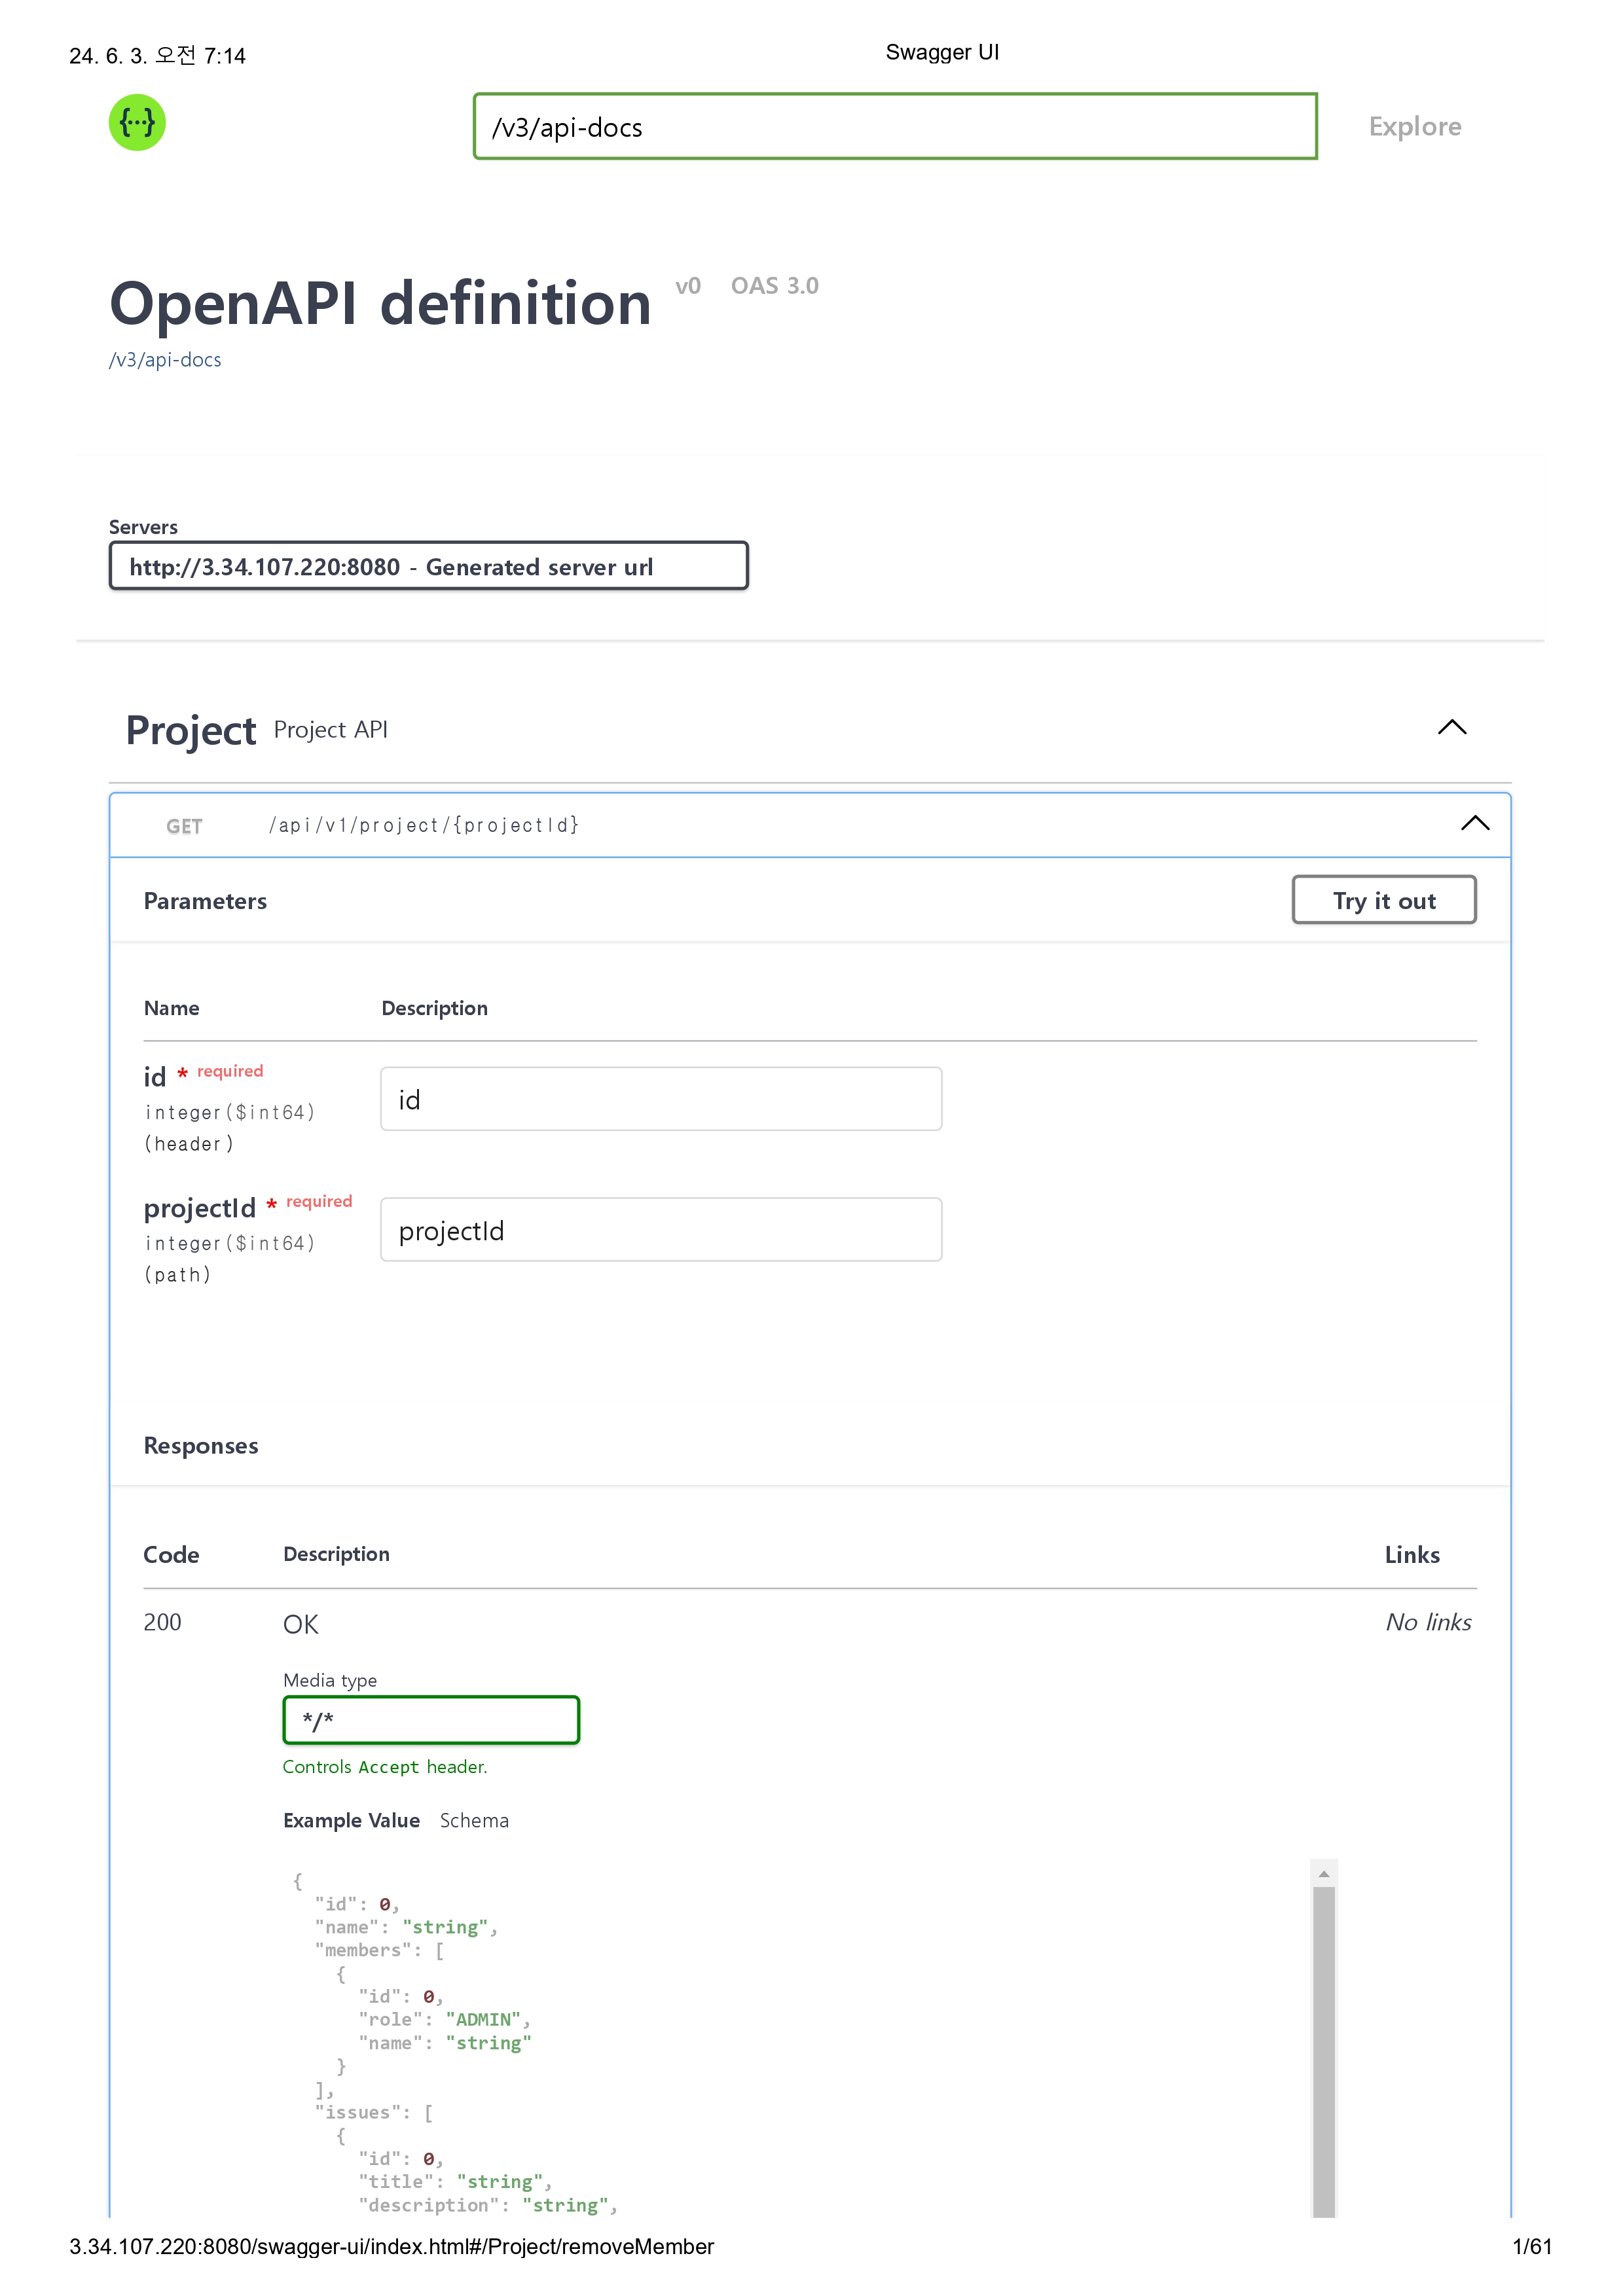 24. 6. 3. 오전 7:14
Swagger UI
{···}
/v3/api-docs
Explore
OpenAPI definition v0 OAS 3.0
/v3/api-docs
Servers
http://3.34.107.220:8080 - Generated server url
Project Project API
GET /api/v1/project/{projectId}
Parameters
Try it out
Name Description
id * required
integer($int64)
(header)
id
projectId * required
integer($int64)
(path)
projectId
Responses
Code Description Links
200 OK No links
Media type
*/*
Controls Accept header.
Example Value Schema
{
  "id": 0,
  "name": "string",
  "members": [
    {
      "id": 0,
      "role": "ADMIN",
      "name": "string"
    }
  ],
  "issues": [
    {
      "id": 0,
      "title": "string",
      "description": "string",
3.34.107.220:8080/swagger-ui/index.html#/Project/removeMember
1/61